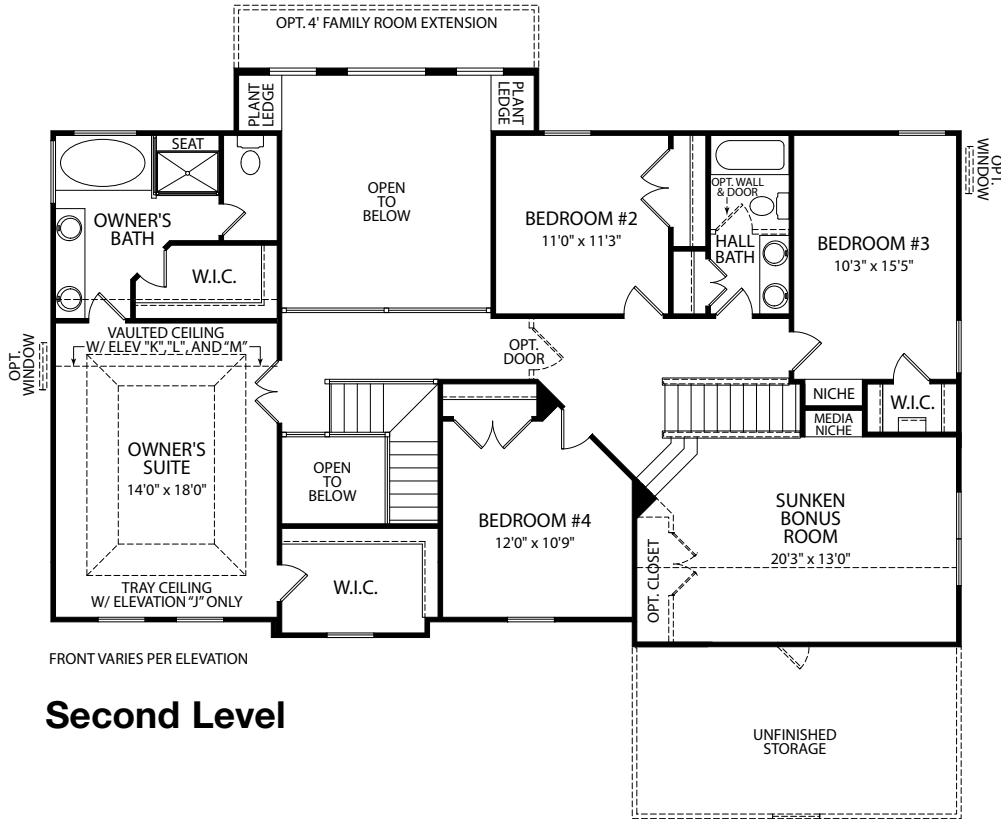 OPT. 4' FAMILY ROOM EXTENSION
PLANT
LEDGE
PLANT
LEDGE
SEAT
OPEN
TO
BELOW
OWNER'S
BATH
W.I.C.
BEDROOM #2
11'0" x 11'3"
OPT. WALL
& DOOR
HALL
BATH
BEDROOM #3
10'3" x 15'5"
OPT.
WINDOW
OPT.
WINDOW
VAULTED CEILING
W/ ELEV "K","L", AND "M"
OPT.
DOOR
NICHE
MEDIA
NICHE
W.I.C.
OWNER'S
SUITE
14'0" x 18'0"
OPEN
TO
BELOW
BEDROOM #4
12'0" x 10'9"
SUNKEN
BONUS
ROOM
20'3" x 13'0"
OPT. CLOSET
TRAY CEILING
W/ ELEVATION "J" ONLY
W.I.C.
FRONT VARIES PER ELEVATION
Second Level
UNFINISHED
STORAGE